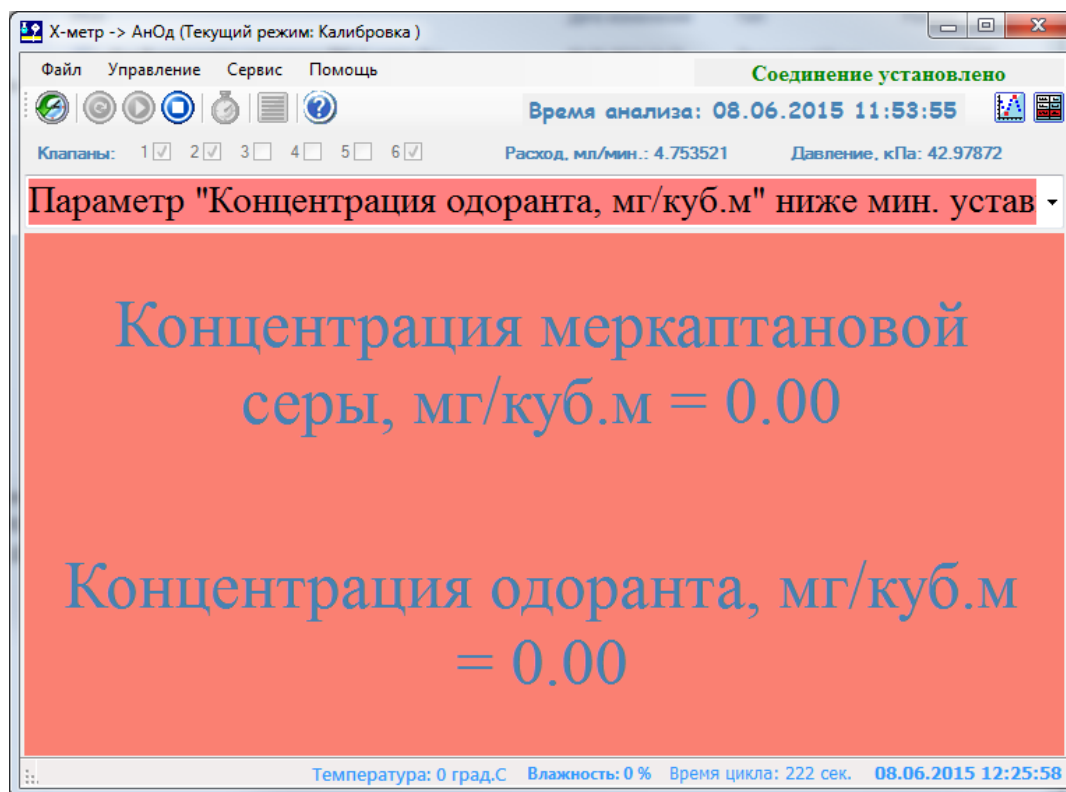 Х-метр -> АнОд (Текущий режим: Калибровка )
Файл Управление Сервис Помощь
Соединение установлено
Время анализа: 08.06.2015 11:53:55
Клапаны: 1 2 3 4 5 6 Расход, мл/мин.: 4.753521 Давление, кПа: 42.97872
Параметр "Концентрация одоранта, мг/куб.м" ниже мин. устав
Концентрация меркаптановой
серы, мг/куб.м = 0.00
Концентрация одоранта, мг/куб.м
= 0.00
Температура: 0 град.С Влажность: 0 % Время цикла: 222 сек. 08.06.2015 12:25:58